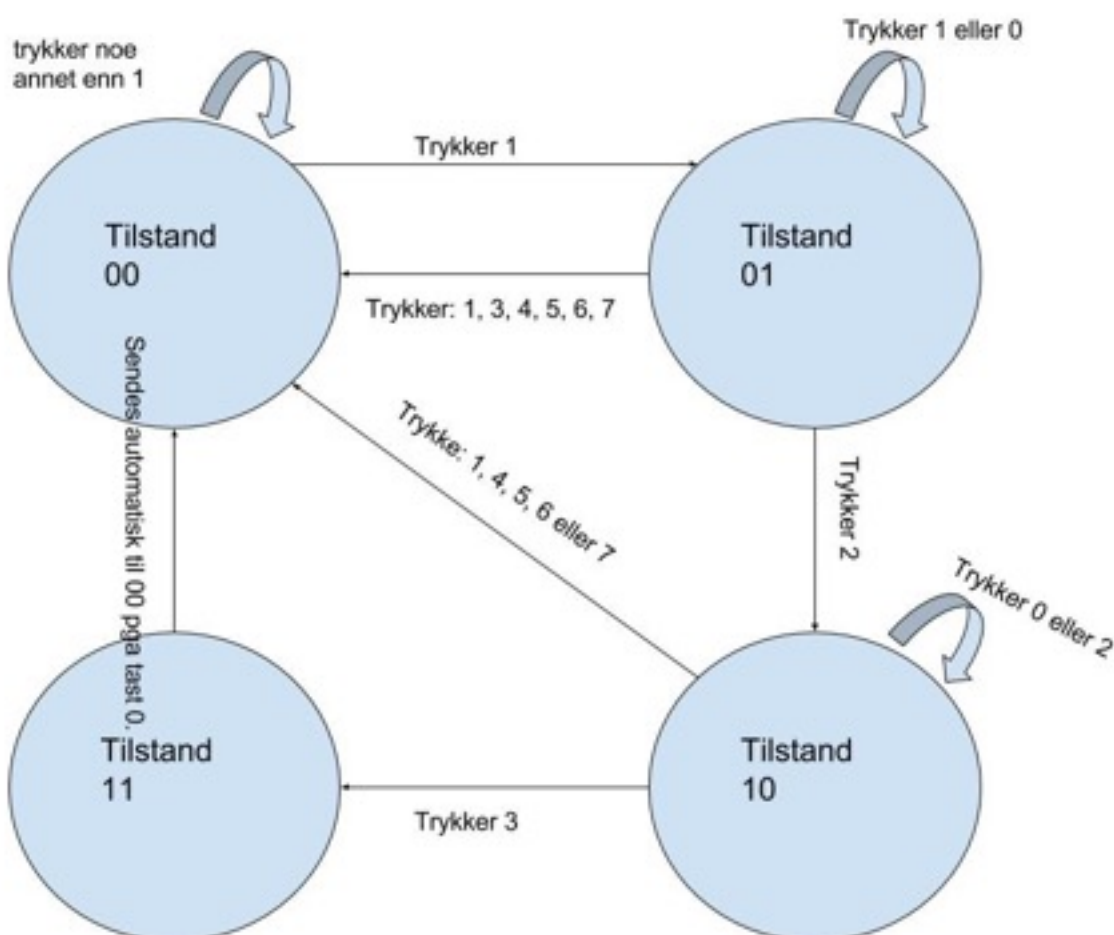 trykker noe
annet enn 1
Trykker 1 eller 0
Trykker 1
Tilstand
00
Tilstand
01
Trykker: 1, 3, 4, 5, 6, 7
Sendes automatisk til 00 pga tast 0.
Trykke: 1, 4, 5, 6 eller 7
Trykker 2
Trykker 0 eller 2
Tilstand
11
Tilstand
10
Trykker 3